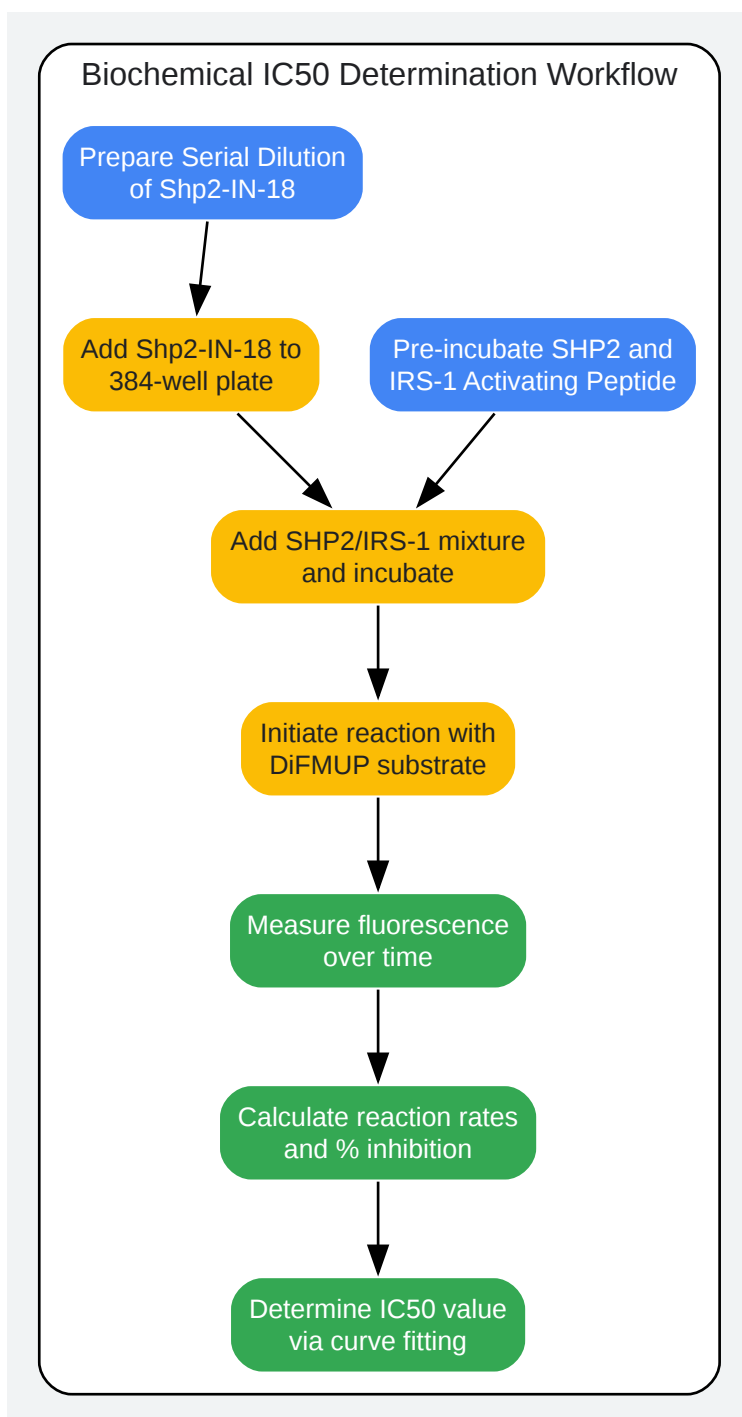 Biochemical IC50 Determination Workflow
Prepare Serial Dilution
of Shp2-IN-18
Add Shp2-IN-18 to
384-well plate
Pre-incubate SHP2 and
IRS-1 Activating Peptide
Add SHP2/IRS-1 mixture
and incubate
Initiate reaction with
DiFMUP substrate
Measure fluorescence
over time
Calculate reaction rates
and % inhibition
Determine IC50 value
via curve fitting